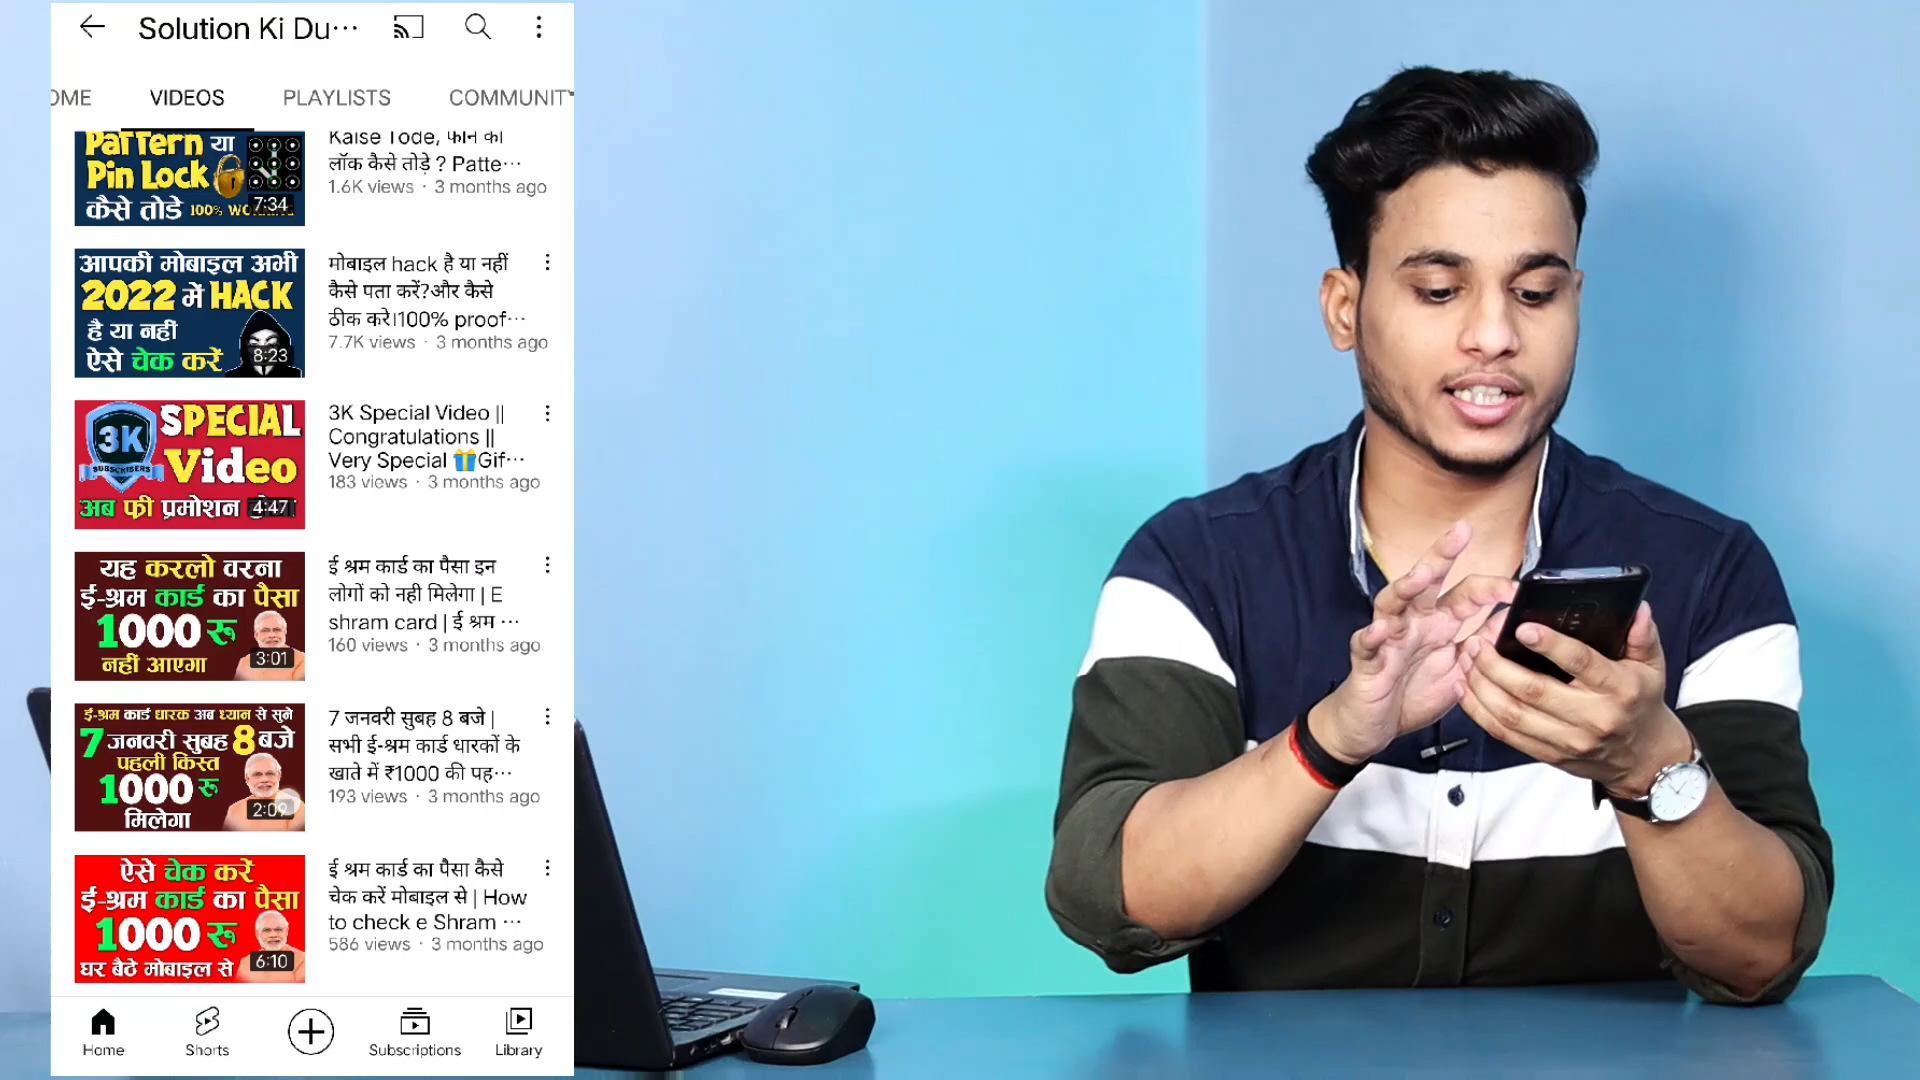 Solution Ki Du...
OME VIDEOS PLAYLISTS COMMUNIT
Pattern या
Pin Lock
कैसे तोडे 100%
7:34
Kaise Tode, फोन का
लॉक कैसे तोड़े ? Patte...
1.6K views · 3 months ago
आपकी मोबाइल अभी
2022 में HACK
है या नहीं
ऐसे चेक करें
8:23
मोबाइल hack है या नहीं
कैसे पता करें?और कैसे
ठीक करे।100% proof...
7.7K views · 3 months ago
3K
SUBSCRIBERS
SPECIAL
Video
अब फ्री प्रमोशन
4:47
3K Special Video ||
Congratulations ||
Very Special 🎁Gif...
183 views · 3 months ago
यह करलो वरना
ई-श्रम कार्ड का पैसा
1000 रू
नहीं आएगा
3:01
ई श्रम कार्ड का पैसा इन
लोगों को नही मिलेगा | E
shram card | ई श्रम ...
160 views · 3 months ago
ई-श्रम कार्ड धारक अब ध्यान से सुने
7 जनवरी सुबह 8 बजे
पहली किस्त
1000 रू
मिलेगा
2:09
7 जनवरी सुबह 8 बजे |
सभी ई-श्रम कार्ड धारकों के
खाते में ₹1000 की पह...
193 views · 3 months ago
ऐसे चेक करें
ई-श्रम कार्ड का पैसा
1000 रू
घर बैठे मोबाइल से
6:10
ई श्रम कार्ड का पैसा कैसे
चेक करें मोबाइल से | How
to check e Shram ...
586 views · 3 months ago
Home Shorts Subscriptions Library